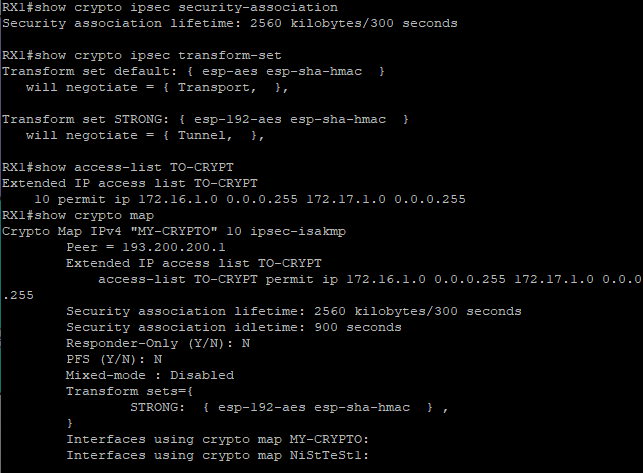 RX1#show crypto ipsec security-association
Security association lifetime: 2560 kilobytes/300 seconds
RX1#show crypto ipsec transform-set
Transform set default: { esp-aes esp-sha-hmac  }
   will negotiate = { Transport,  },
Transform set STRONG: { esp-192-aes esp-sha-hmac  }
   will negotiate = { Tunnel,  },
RX1#show access-list TO-CRYPT
Extended IP access list TO-CRYPT
    10 permit ip 172.16.1.0 0.0.0.255 172.17.1.0 0.0.0.255
RX1#show crypto map
Crypto Map IPv4 "MY-CRYPTO" 10 ipsec-isakmp
        Peer = 193.200.200.1
        Extended IP access list TO-CRYPT
            access-list TO-CRYPT permit ip 172.16.1.0 0.0.0.255 172.17.1.0 0.0.0
.255
        Security association lifetime: 2560 kilobytes/300 seconds
        Security association idletime: 900 seconds
        Responder-Only (Y/N): N
        PFS (Y/N): N
        Mixed-mode : Disabled
        Transform sets={
                STRONG:  { esp-192-aes esp-sha-hmac  } ,
        }
        Interfaces using crypto map MY-CRYPTO:
        Interfaces using crypto map NiStTeSt1: